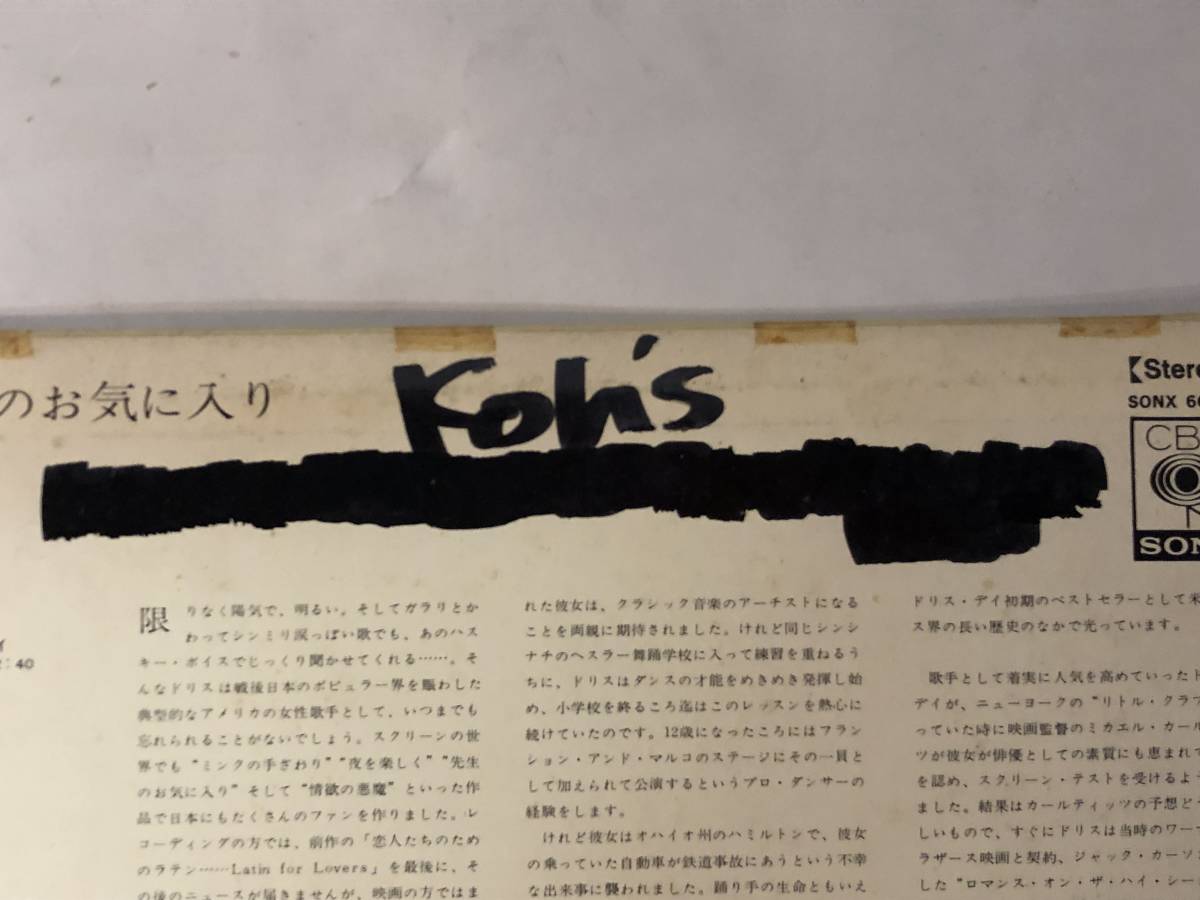 のお気に入り
Koh's
Stere
SONX 60
CB
SON
2:40
限りなく陽気で、明るい。そしてガラリとか
わってシンミリ涙っぽい歌でも、あのハス
キー・ボイスでじっくり聞かせてくれる……。そ
んなドリスは戦後日本のポピュラー界を賑わした
典型的なアメリカの女性歌手として、いつまでも
忘れられることがないでしょう。スクリーンの世
界でも“ミンクの手ざわり”“夜を楽しく”“先生
のお気に入り”そして“情欲の悪魔”といった作
品で日本にもたくさんのファンを作りました。レ
コーディングの方では、前作の「恋人たちのため
のラテン……Latin for Lovers」を最後に、そ
の後のニュースが届きませんが、映画の方ではま
れた彼女は、クラシック音楽のアーチストになる
ことを両親に期待されました。けれど同じシンシ
ナチのヘスラー舞踊学校に入って練習を重ねるう
ちに、ドリスはダンスの才能をめきめき発揮し始
め、小学校を終るころ迄はこのレッスンを熱心に
続けていたのです。12歳になったころにはフラン
ション・アンド・マルコのステージにその一員と
して加えられて公演するというプロ・ダンサーの
経験をします。
けれど彼女はオハイオ州のハミルトンで、彼女
の乗っていた自動車が鉄道事故にあうという不幸
な出来事に襲われました。踊り手の生命ともいえ
ドリス・デイ初期のベストセラーとして米
ス界の長い歴史のなかで光っています。
歌手として着実に人気を高めていったド
デイが、ニューヨークの“リトル・クラブ
っていた時に映画監督のミカエル・カール
ツが彼女が俳優としての素質にも恵まれて
を認め、スクリーン・テストを受けるよう
ました。結果はカールティッツの予想どう
しいもので、すぐにドリスは当時のワーナ
ラザース映画と契約、ジャック・カーソン
した“ロマンス・オン・ザ・ハイ・シー